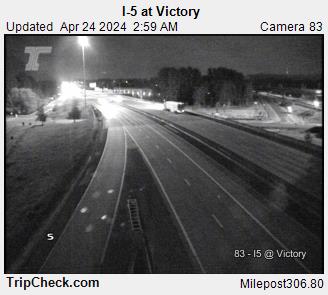 I-5 at Victory
Updated Apr 24 2024 2:59 AM Camera 83
T
S
83 - I5 @ Victory
TripCheck.com Milepost306.80